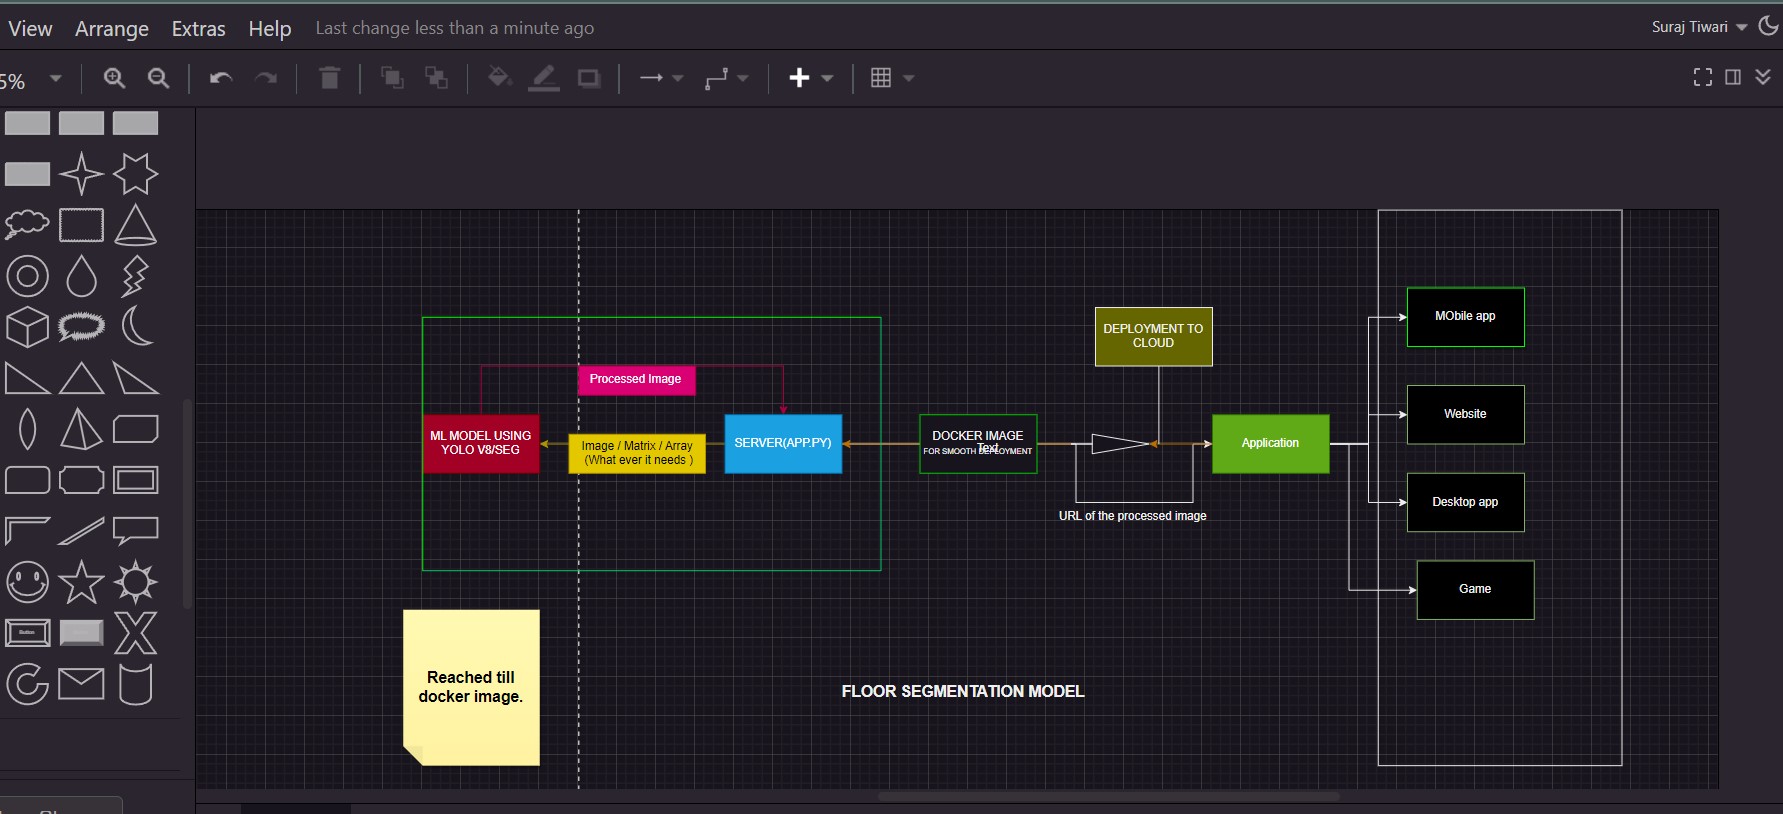 View Arrange Extras Help Last change less than a minute ago
Suraj Tiwari
5%
DEPLOYMENT TO
CLOUD
MObile app
Processed Image
ML MODEL USING
YOLO V8/SEG
Image / Matrix / Array
(What ever it needs )
SERVER(APP.PY)
DOCKER IMAGE
Text
FOR SMOOTH DEPLOYMENT
Application
Website
Desktop app
URL of the processed image
Game
Button
Reached till
docker image.
FLOOR SEGMENTATION MODEL